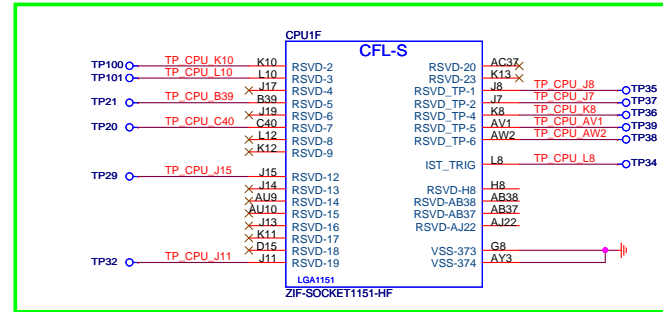 CPU1F
CFL-S
TP100 TP_CPU_K10 K10 RSVD-2 RSVD-20 AC37
TP101 TP_CPU_L10 L10 RSVD-3 RSVD-23 K13
J17 RSVD-4 RSVD_TP-1 J8 TP_CPU_J8 TP35
TP21 TP_CPU_B39 B39 RSVD-5 RSVD_TP-2 J7 TP_CPU_J7 TP37
J19 RSVD-6 RSVD_TP-4 K8 TP_CPU_K8 TP36
TP20 TP_CPU_C40 C40 RSVD-7 RSVD_TP-5 AV1 TP_CPU_AV1 TP39
L12 RSVD-8 RSVD_TP-6 AW2 TP_CPU_AW2 TP38
K12 RSVD-9
IST_TRIG L8 TP_CPU_L8 TP34
TP29 TP_CPU_J15 J15 RSVD-12
J14 RSVD-13 RSVD-H8 H8
AU9 RSVD-14 RSVD-AB38 AB38
AU10 RSVD-15 RSVD-AB37 AB37
J13 RSVD-16 RSVD-AJ22 AJ22
K11 RSVD-17
D15 RSVD-18 VSS-373 G8
TP32 TP_CPU_J11 J11 RSVD-19 VSS-374 AY3
LGA1151
ZIF-SOCKET1151-HF